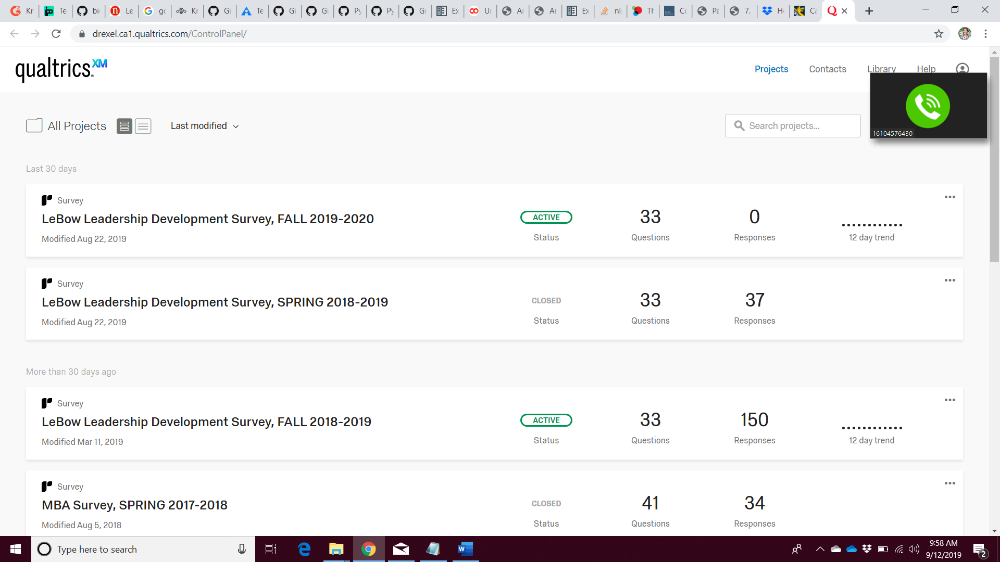 Kr
Te
bi
Le
go
Kr
Gi
Te
Gi
Gi
Py
Py
Gi
Ex
Ur
Ar
Ar
Ex
nl
Th
Co
Pa
7.
Ho
Ca
drexel.ca1.qualtrics.com/ControlPanel/
qualtrics.XM
Projects Contacts Library Help
16104576430
All Projects Last modified Search projects...
Last 30 days
Survey
LeBow Leadership Development Survey, FALL 2019-2020
Modified Aug 22, 2019
ACTIVE 33 0
Status Questions Responses 12 day trend
Survey
LeBow Leadership Development Survey, SPRING 2018-2019
Modified Aug 22, 2019
CLOSED 33 37
Status Questions Responses
More than 30 days ago
Survey
LeBow Leadership Development Survey, FALL 2018-2019
Modified Mar 11, 2019
ACTIVE 33 150
Status Questions Responses 12 day trend
Survey
MBA Survey, SPRING 2017-2018
Modified Aug 5, 2018
CLOSED 41 34
Status Questions Responses
Type here to search
9:58 AM
9/12/2019
2